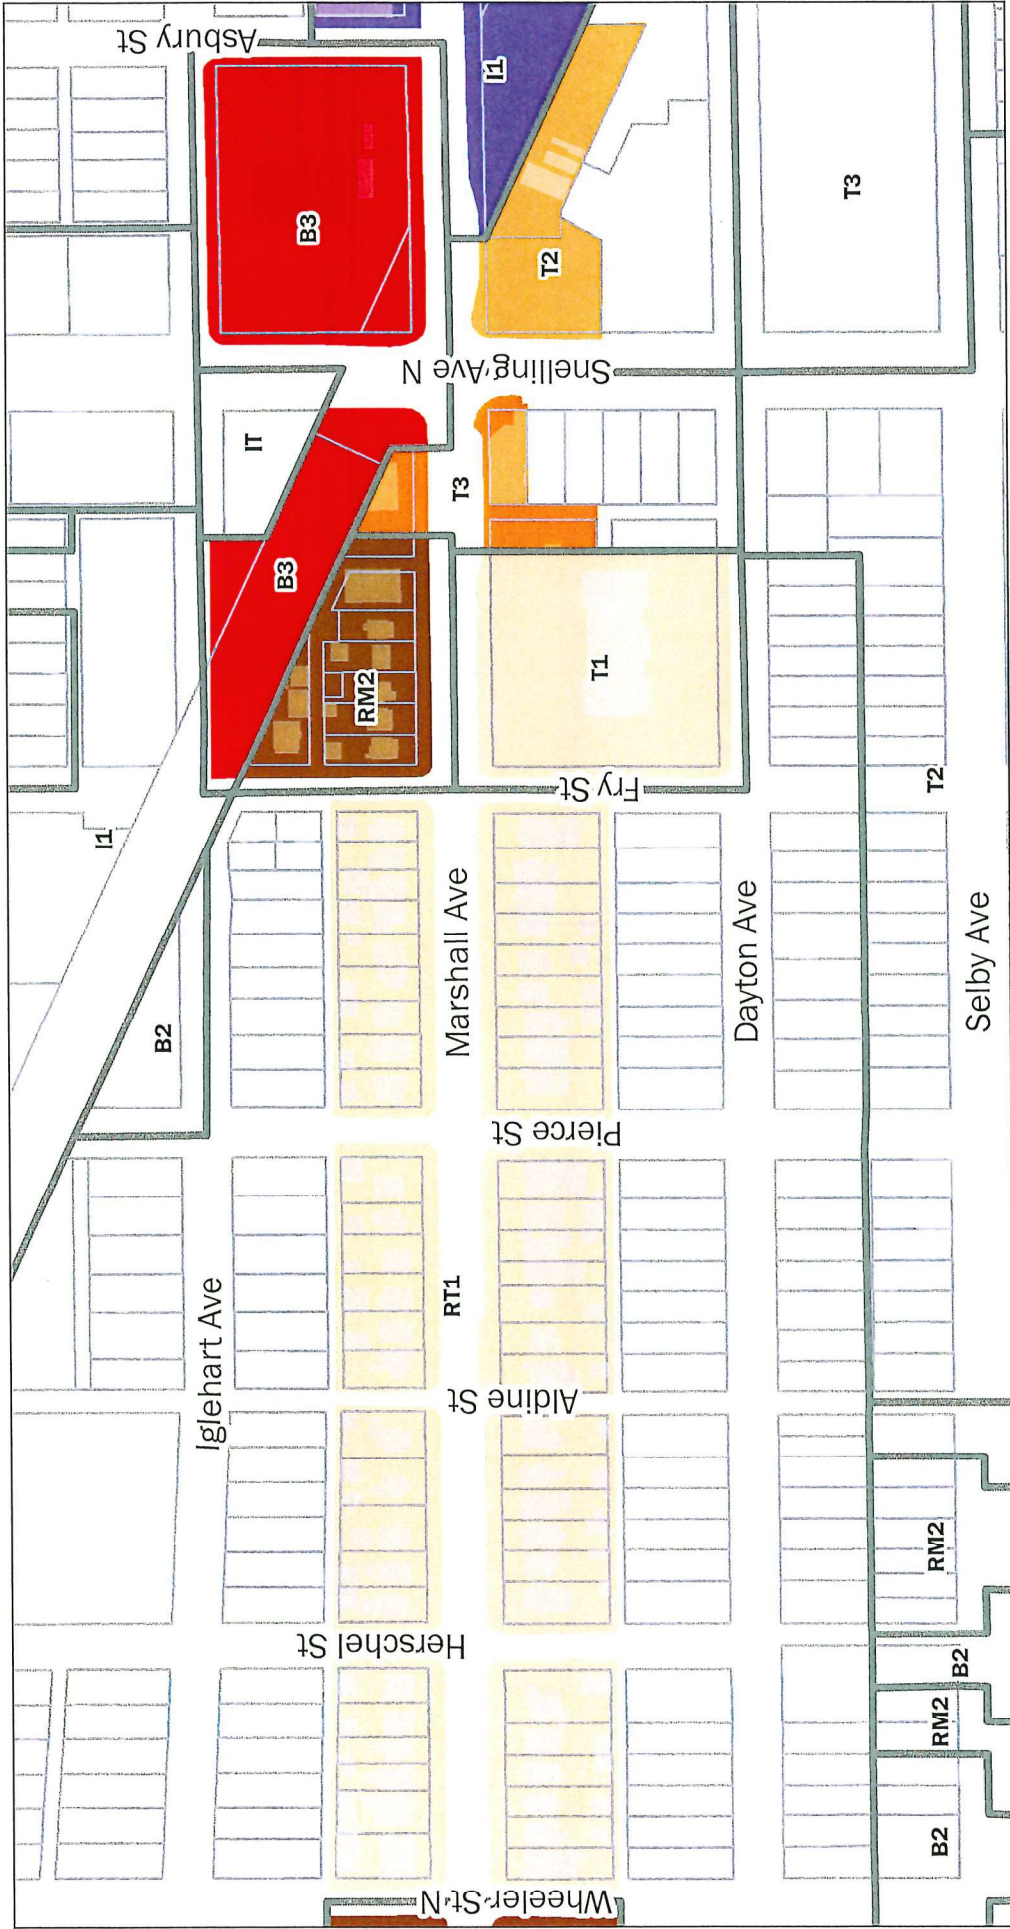 Asbury St
I1
B3
T3
T2
Snelling Ave N
IT
T3
B3
RM2
T1
Fry St
T2
I1
B2
Marshall Ave
Dayton Ave
Selby Ave
Pierce St
Iglehart Ave
RT1
Aldine St
RM2
Herschel St
B2
RM2
B2
Wheeler St N